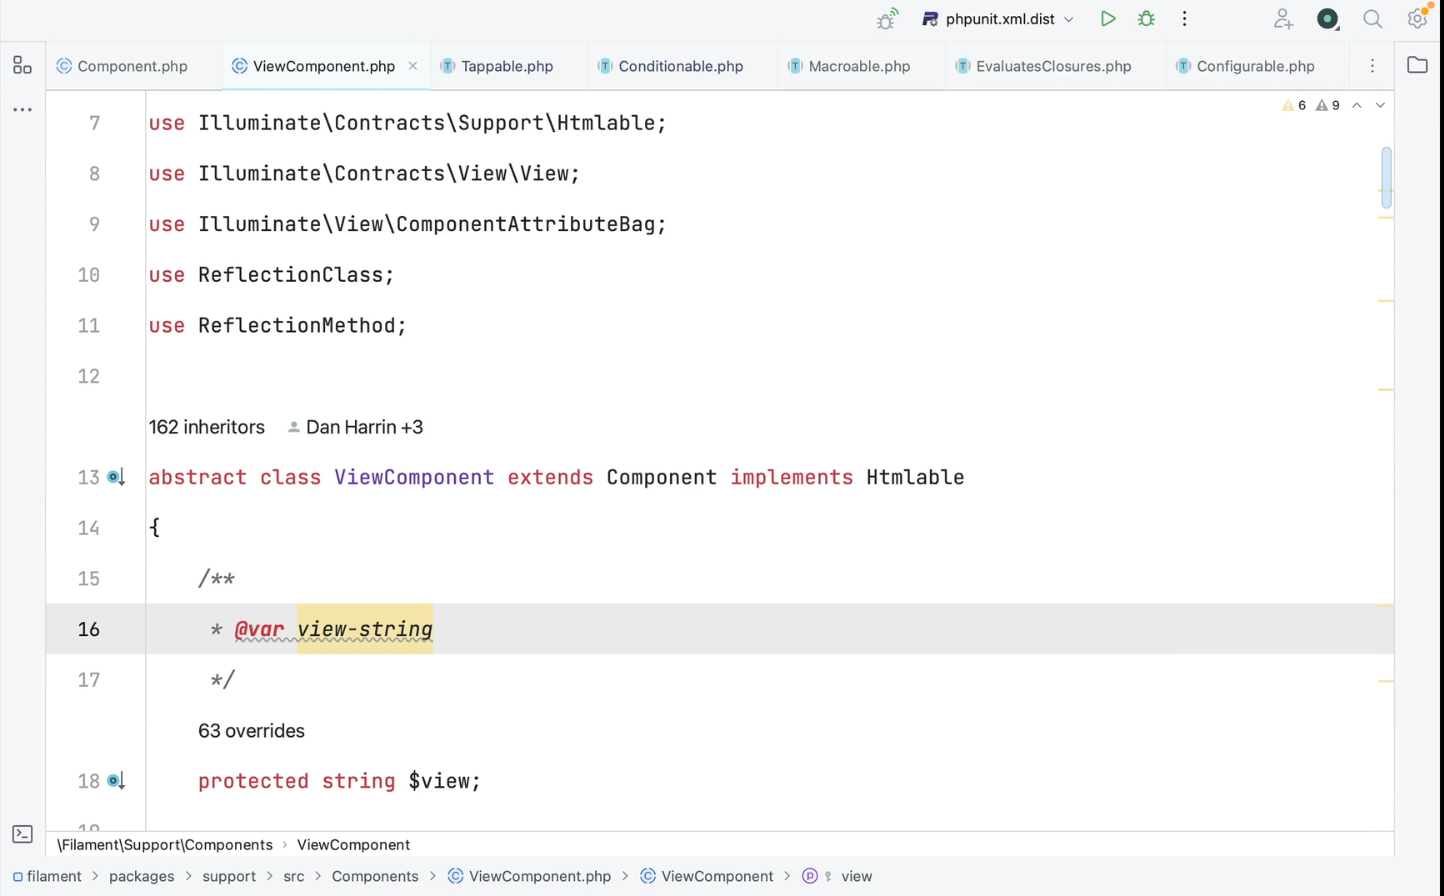 phpunit.xml.dist
Component.php
ViewComponent.php
Tappable.php
Conditionable.php
Macroable.php
EvaluatesClosures.php
Configurable.php
6 9
7 use Illuminate\Contracts\Support\Htmlable;
8 use Illuminate\Contracts\View\View;
9 use Illuminate\View\ComponentAttributeBag;
10 use ReflectionClass;
11 use ReflectionMethod;
12
162 inheritors Dan Harrin +3
13 abstract class ViewComponent extends Component implements Htmlable
14 {
15 /**
16 * @var view-string
17 */
63 overrides
18 protected string $view;
19
\Filament\Support\Components › ViewComponent
filament > packages > support > src > Components > ViewComponent.php > ViewComponent > view